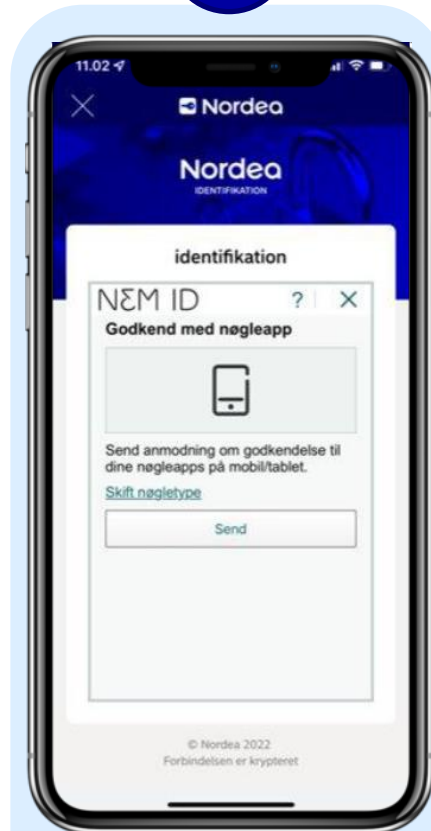 11.02
Nordea
Nordea
IDENTIFIKATION
identifikation
NEM ID ? X
Godkend med nøgleapp
Send anmodning om godkendelse til
dine nøgleapps på mobil/tablet.
Skift nøgletype
Send
© Nordea 2022
Forbindelsen er krypteret